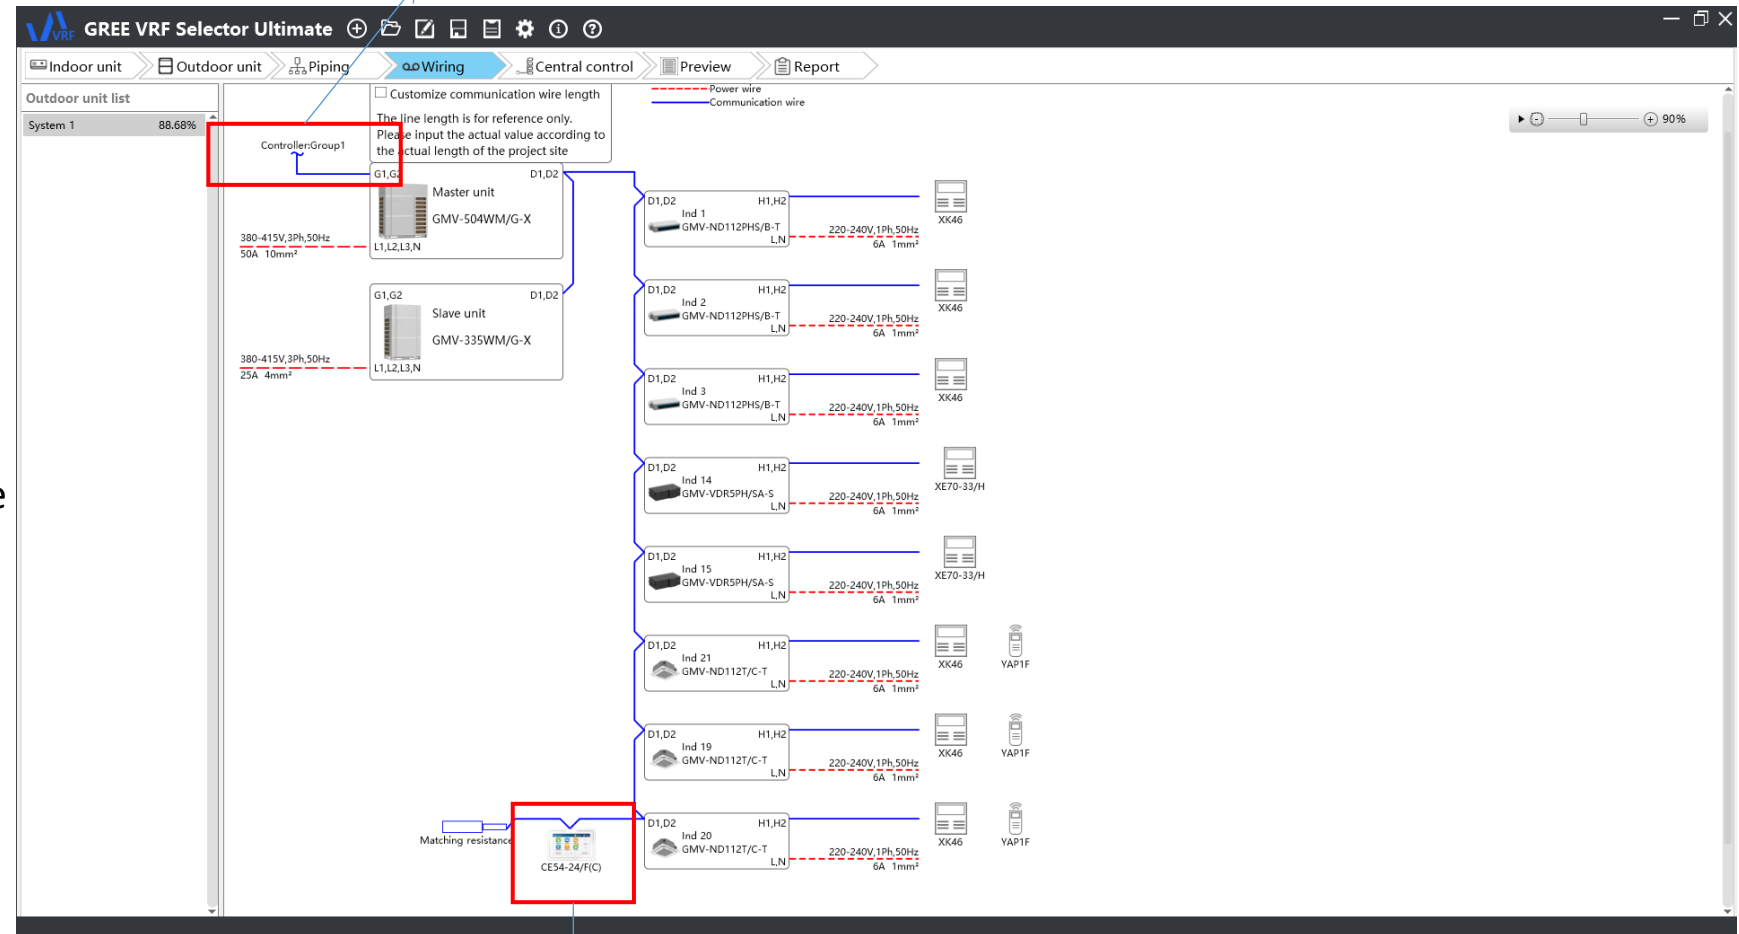 VRF GREE VRF Selector Ultimate
Indoor unit
Outdoor unit
Piping
Wiring
Central control
Preview
Report
Outdoor unit list
System 1 88.68%
Customize communication wire length
The line length is for reference only.
Please input the actual value according to
the actual length of the project site
Power wire
Communication wire
90%
Controller:Group1
G1,G2 D1,D2
Master unit
GMV-504WM/G-X
380-415V,3Ph,50Hz
L1,L2,L3,N
50A 10mm²
G1,G2 D1,D2
Slave unit
GMV-335WM/G-X
380-415V,3Ph,50Hz
L1,L2,L3,N
25A 4mm²
D1,D2 H1,H2
Ind 1
GMV-ND112PHS/B-T
L,N
220-240V,1Ph,50Hz
6A 1mm²
XK46
D1,D2 H1,H2
Ind 2
GMV-ND112PHS/B-T
L,N
220-240V,1Ph,50Hz
6A 1mm²
XK46
D1,D2 H1,H2
Ind 3
GMV-ND112PHS/B-T
L,N
220-240V,1Ph,50Hz
6A 1mm²
XK46
D1,D2 H1,H2
Ind 14
GMV-VDR5PH/SA-S
L,N
220-240V,1Ph,50Hz
6A 1mm²
XE70-33/H
e
D1,D2 H1,H2
Ind 15
GMV-VDR5PH/SA-S
L,N
220-240V,1Ph,50Hz
6A 1mm²
XE70-33/H
D1,D2 H1,H2
Ind 21
GMV-ND112T/C-T
L,N
220-240V,1Ph,50Hz
6A 1mm²
XK46
YAP1F
D1,D2 H1,H2
Ind 19
GMV-ND112T/C-T
L,N
220-240V,1Ph,50Hz
6A 1mm²
XK46
YAP1F
D1,D2 H1,H2
Ind 20
GMV-ND112T/C-T
L,N
220-240V,1Ph,50Hz
6A 1mm²
XK46
YAP1F
Matching resistance
CE54-24/F(C)